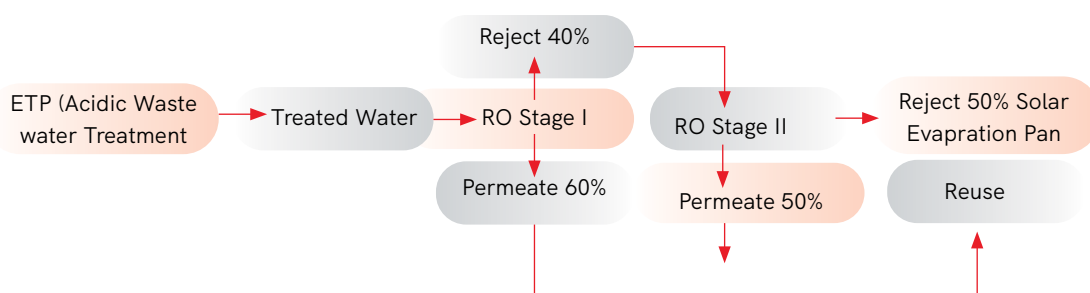 Reject 40%
ETP (Acidic Waste
water Treatment
Treated Water
RO Stage I
RO Stage II
Reject 50% Solar
Evapration Pan
Permeate 60%
Permeate 50%
Reuse